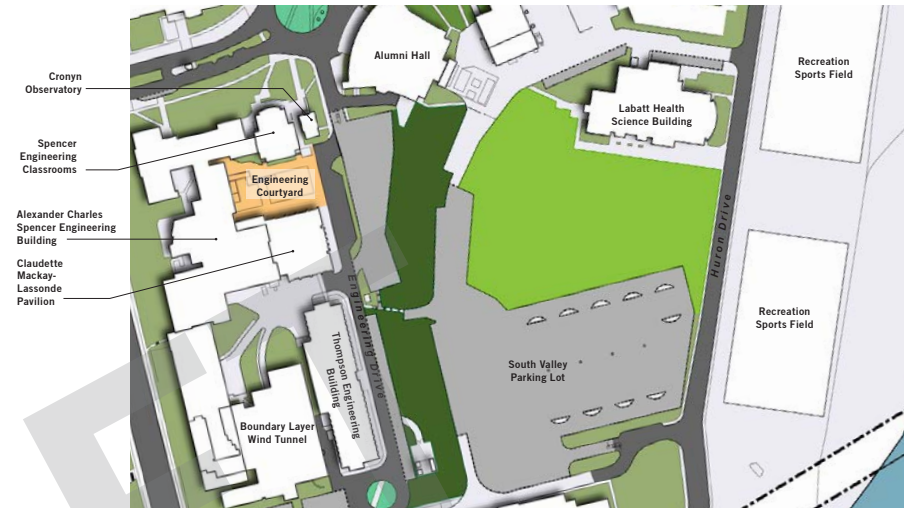 Alumni Hall
Recreation
Sports Field
Cronyn
Observatory
Labatt Health
Science Building
Spencer
Engineering
Classrooms
Engineering
Courtyard
Alexander Charles
Spencer Engineering
Building
Claudette
Mackay-
Lassonde
Pavilion
Huron Drive
Engineering Drive
Recreation
Sports Field
Thompson Engineering
Building
South Valley
Parking Lot
Boundary Layer
Wind Tunnel